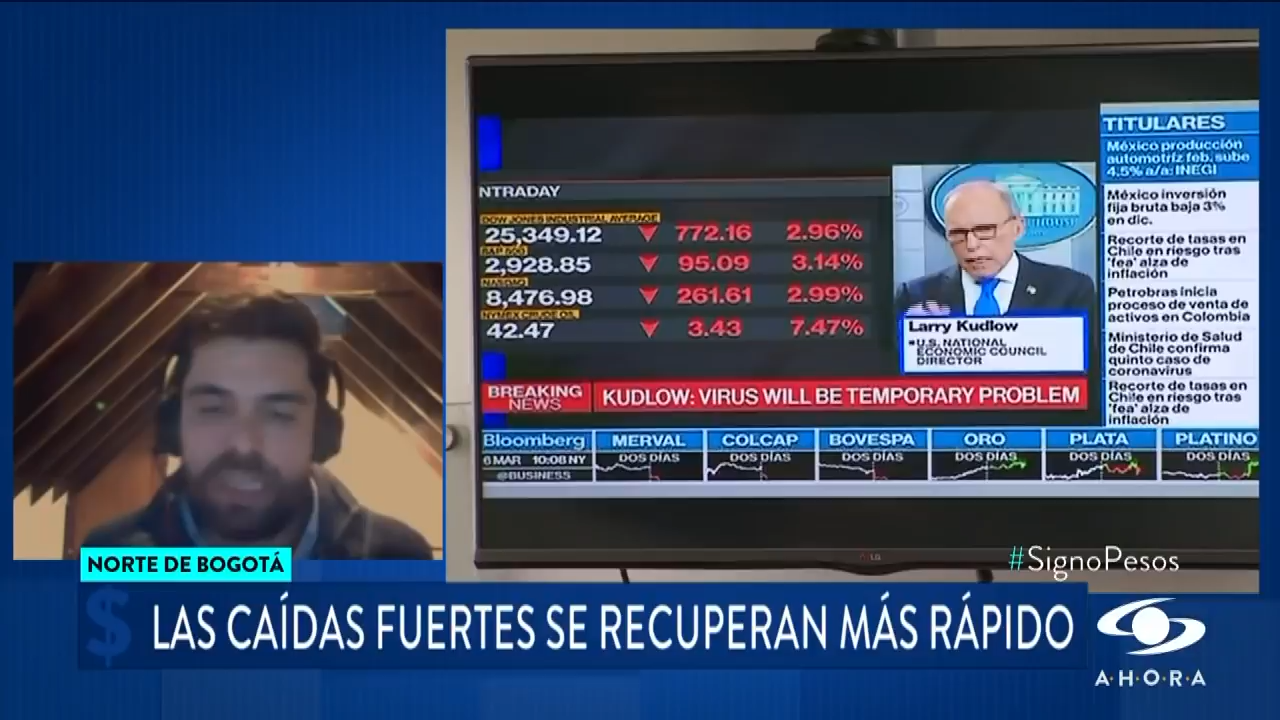 NTRADAY
DOW JONES INDUSTRIAL AVERAGE
25,349.12 772.16 2.96%
S&P 500
2,928.85 95.09 3.14%
NASDAQ
8,476.98 261.61 2.99%
NYMEX CRUDE OIL
42.47 3.43 7.47%
HOUSE
Larry Kudlow
U.S. NATIONAL
ECONOMIC COUNCIL
DIRECTOR
TITULARES
México producción
automotriz feb. sube
4,5% a/a: INEGI
México inversión
fija bruta baja 3%
en dic.
Recorte de tasas en
Chile en riesgo tras
'fea' alza de
inflación
Petrobras inicia
proceso de venta de
activos en Colombia
Ministerio de Salud
de Chile confirma
quinto caso de
coronavirus
Recorte de tasas en
Chile en riesgo tras
'fea' alza de
inflación
BREAKING
NEWS
KUDLOW: VIRUS WILL BE TEMPORARY PROBLEM
Bloomberg
6 MAR 10:08 NY
@BUSINESS
MERVAL
DOS DÍAS
COLCAP
DOS DÍAS
BOVESPA
DOS DÍAS
ORO
DOS DÍAS
PLATA
DOS DÍAS
PLATINO
DOS DÍAS
LG
#SignoPesos
NORTE DE BOGOTÁ
$ LAS CAÍDAS FUERTES SE RECUPERAN MÁS RÁPIDO
A·H·O·R·A